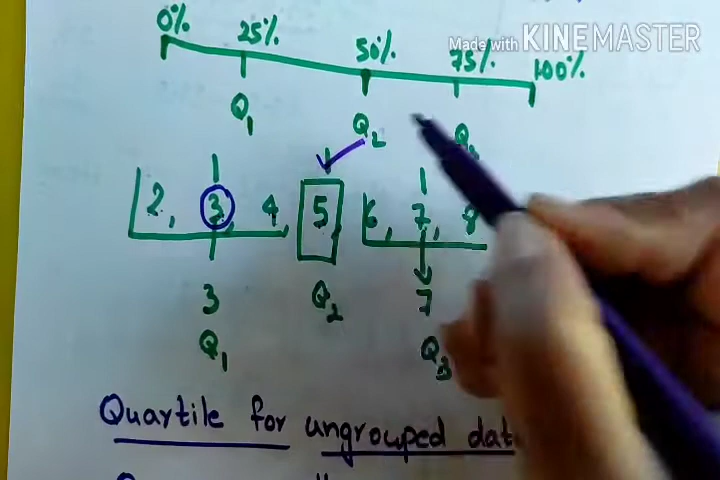 Made with KINEMASTER
0% 25% 50% 75% 100%
Q1 Q2
2, 3, 4, 5 6, 7, 8
3 Q2 7
Q1 Q3
Quartile for ungrouped